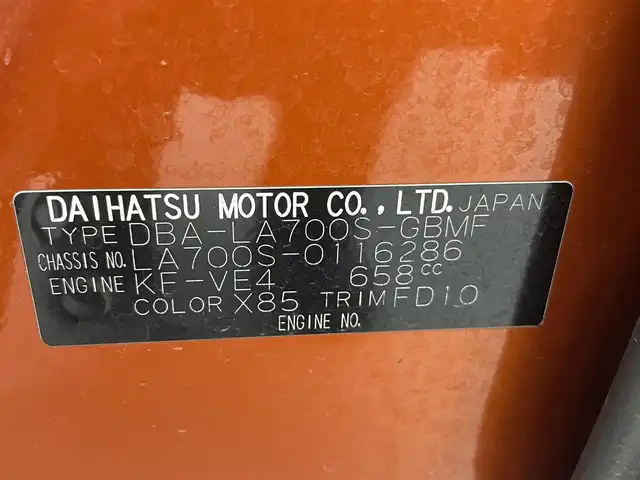 DAIHATSU MOTOR CO., LTD. JAPAN
TYPE DBA-LA700S-GBMF
CHASSIS NO. LA700S-0116286
ENGINE KF-VE4 658cc
COLOR X85 TRIM FD10
ENGINE NO.